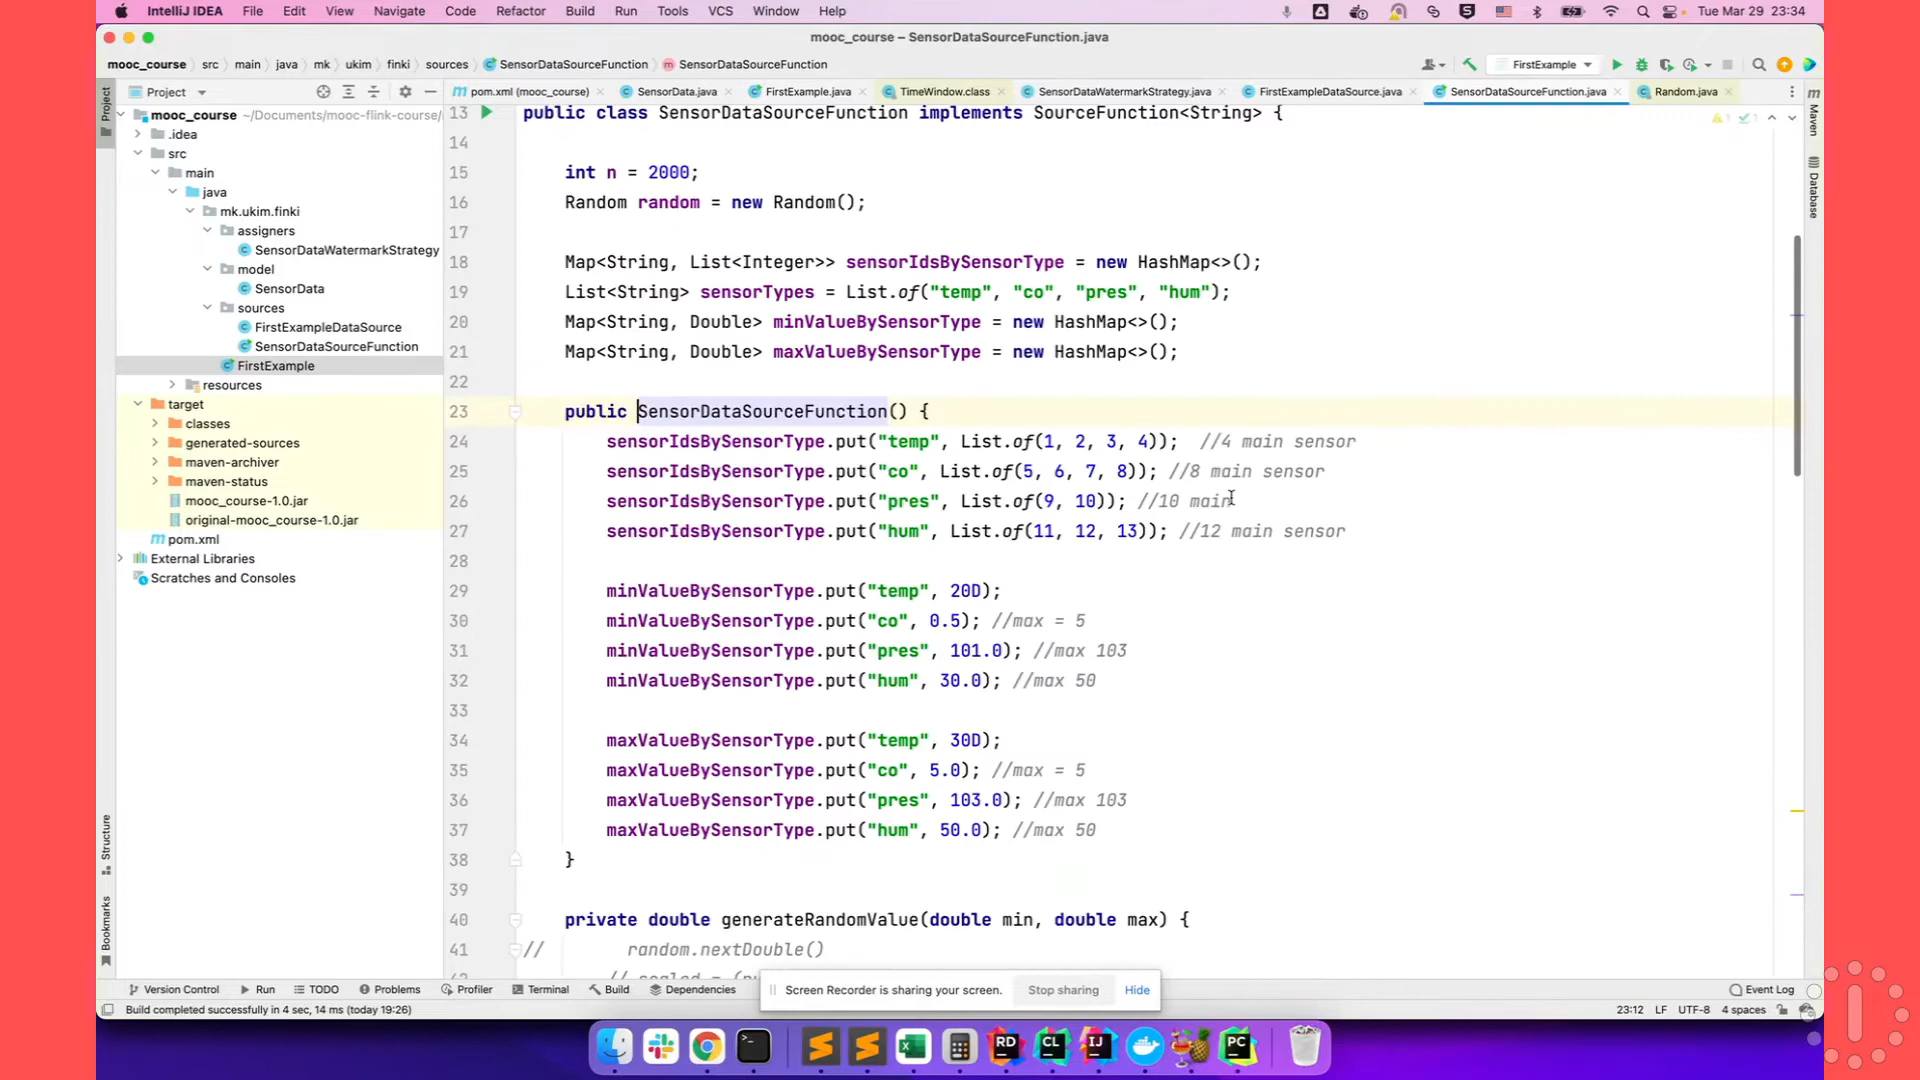 IntelliJ IDEA File Edit View Navigate Code Refactor Build Run Tools VCS Window Help Tue Mar 29 23:34
mooc_course – SensorDataSourceFunction.java
mooc_course src main java mk ukim finki sources SensorDataSourceFunction SensorDataSourceFunction FirstExample
Project
pom.xml (mooc_course) SensorData.java FirstExample.java TimeWindow.class SensorDataWatermarkStrategy.java FirstExampleDataSource.java SensorDataSourceFunction.java Random.java
Project
Structure
Bookmarks
Maven
Database
mooc_course ~/Documents/mooc-flink-course/
.idea
src
main
java
mk.ukim.finki
assigners
SensorDataWatermarkStrategy
model
SensorData
sources
FirstExampleDataSource
SensorDataSourceFunction
FirstExample
resources
target
classes
generated-sources
maven-archiver
maven-status
mooc_course-1.0.jar
original-mooc_course-1.0.jar
pom.xml
External Libraries
Scratches and Consoles
13 public class SensorDataSourceFunction implements SourceFunction<String> {
14
15 int n = 2000;
16 Random random = new Random();
17
18 Map<String, List<Integer>> sensorIdsBySensorType = new HashMap<>();
19 List<String> sensorTypes = List.of("temp", "co", "pres", "hum");
20 Map<String, Double> minValueBySensorType = new HashMap<>();
21 Map<String, Double> maxValueBySensorType = new HashMap<>();
22
23 public SensorDataSourceFunction() {
24 sensorIdsBySensorType.put("temp", List.of(1, 2, 3, 4)); //4 main sensor
25 sensorIdsBySensorType.put("co", List.of(5, 6, 7, 8)); //8 main sensor
26 sensorIdsBySensorType.put("pres", List.of(9, 10)); //10 main
27 sensorIdsBySensorType.put("hum", List.of(11, 12, 13)); //12 main sensor
28
29 minValueBySensorType.put("temp", 20D);
30 minValueBySensorType.put("co", 0.5); //max = 5
31 minValueBySensorType.put("pres", 101.0); //max 103
32 minValueBySensorType.put("hum", 30.0); //max 50
33
34 maxValueBySensorType.put("temp", 30D);
35 maxValueBySensorType.put("co", 5.0); //max = 5
36 maxValueBySensorType.put("pres", 103.0); //max 103
37 maxValueBySensorType.put("hum", 50.0); //max 50
38 }
39
40 private double generateRandomValue(double min, double max) {
41 // random.nextDouble()
Version Control Run TODO Problems Profiler Terminal Build Dependencies Event Log
Screen Recorder is sharing your screen. Stop sharing Hide
Build completed successfully in 4 sec, 14 ms (today 19:26) 23:12 LF UTF-8 4 spaces
RD CL IJ PC